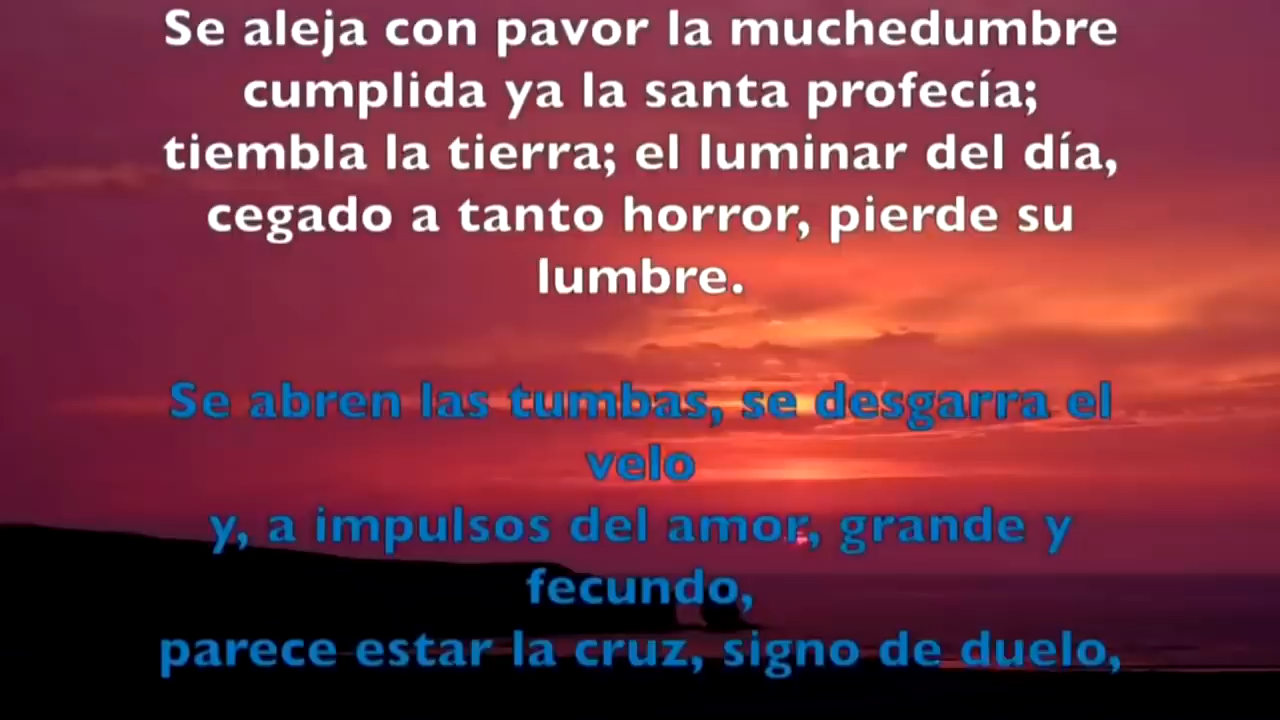 Se aleja con pavor la muchedumbre
cumplida ya la santa profecía;
tiembla la tierra; el luminar del día,
cegado a tanto horror, pierde su
lumbre.
Se abren las tumbas, se desgarra el
velo
y, a impulsos del amor, grande y
fecundo,
parece estar la cruz, signo de duelo,